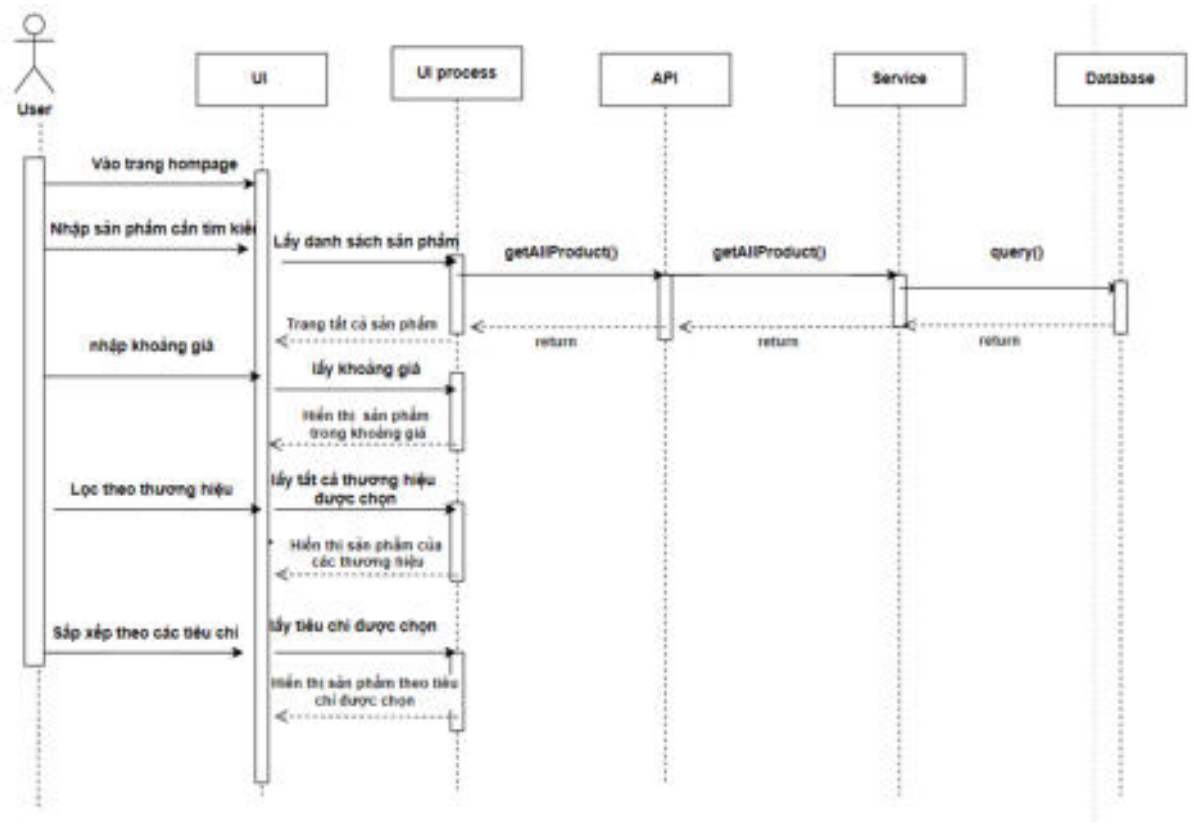 User
UI
UI process
API
Service
Database
Vào trang hompage
Nhập sản phẩm cần tìm kiế
Lấy danh sách sản phẩm
getAllProduct()
getAllProduct()
query()
Trang tất cả sản phẩm
return
return
return
nhập khoảng giá
lấy khoảng giá
Hiển thị sản phẩm
trong khoảng giá
Lọc theo thương hiệu
lấy tất cả thương hiệu
được chọn
Hiển thị sản phẩm của
các thương hiệu
Sắp xếp theo các tiêu chí
lấy tiêu chí được chọn
Hiển thị sản phẩm theo tiêu
chí được chọn